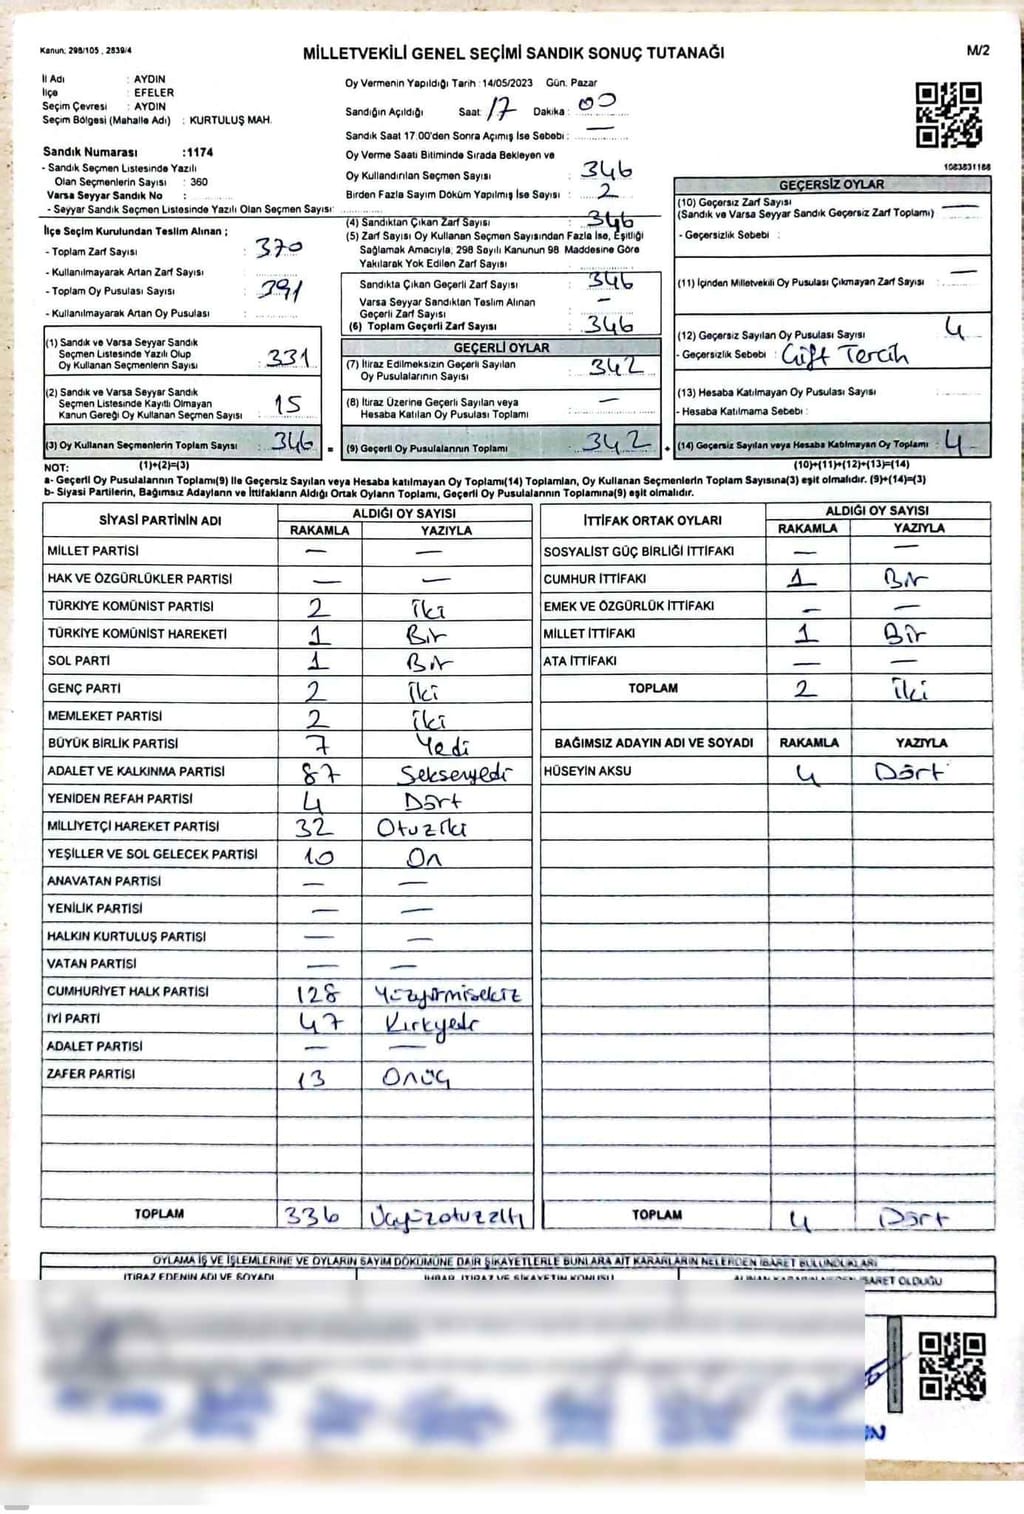 Kanun: 298/105 , 2839/4
MİLLETVEKİLİ GENEL SEÇİMİ SANDIK SONUÇ TUTANAĞI
M/2
İl Adı : AYDIN
İlçe : EFELER
Seçim Çevresi : AYDIN
Seçim Bölgesi (Mahalle Adı) : KURTULUŞ MAH.
Sandık Numarası :1174
- Sandık Seçmen Listesinde Yazılı
Olan Seçmenlerin Sayısı : 360
Varsa Seyyar Sandık No :
- Seyyar Sandık Seçmen Listesinde Yazılı Olan Seçmen Sayısı:
Oy Vermenin Yapıldığı Tarih :14/05/2023 Gün: Pazar
Sandığın Açıldığı Saat: 17 Dakika : 00
Sandık Saat 17:00'den Sonra Açılmış İse Sebebi : —
Oy Verme Saati Bitiminde Sırada Bekleyen ve
Oy Kullandırılan Seçmen Sayısı : 346
Birden Fazla Sayım Döküm Yapılmış İse Sayısı : 2
1083831188
İlçe Seçim Kurulundan Teslim Alınan ;
- Toplam Zarf Sayısı : 370
- Kullanılmayarak Artan Zarf Sayısı :
- Toplam Oy Pusulası Sayısı : 391
- Kullanılmayarak Artan Oy Pusulası :
(4) Sandıktan Çıkan Zarf Sayısı : 346
(5) Zarf Sayısı Oy Kullanan Seçmen Sayısından Fazla İse, Eşitliği
Sağlamak Amacıyla, 298 Sayılı Kanunun 98 Maddesine Göre
Yakılarak Yok Edilen Zarf Sayısı :
Sandıkta Çıkan Geçerli Zarf Sayısı : 346
Varsa Seyyar Sandıktan Teslim Alınan
Geçerli Zarf Sayısı : —
(6) Toplam Geçerli Zarf Sayısı : 346
GEÇERSİZ OYLAR
(10) Geçersiz Zarf Sayısı : —
(Sandık ve Varsa Seyyar Sandık Geçersiz Zarf Toplamı)
- Geçersizlik Sebebi :
(11) İçinden Milletvekili Oy Pusulası Çıkmayan Zarf Sayısı : —
(12) Geçersiz Sayılan Oy Pusulası Sayısı : 4
- Geçersizlik Sebebi : Çift Tercih
(13) Hesaba Katılmayan Oy Pusulası Sayısı :
- Hesaba Katılmama Sebebi :
(14) Geçersiz Sayılan veya Hesaba Katılmayan Oy Toplamı : 4
(1) Sandık ve Varsa Seyyar Sandık
Seçmen Listesinde Yazılı Olup
Oy Kullanan Seçmenlerin Sayısı : 331
(2) Sandık ve Varsa Seyyar Sandık
Seçmen Listesinde Kayıtlı Olmayan
Kanun Gereği Oy Kullanan Seçmen Sayısı : 15
(3) Oy Kullanan Seçmenlerin Toplam Sayısı : 346 =
GEÇERLİ OYLAR
(7) İtiraz Edilmeksizin Geçerli Sayılan
Oy Pusulalarının Sayısı : 342
(8) İtiraz Üzerine Geçerli Sayılan veya
Hesaba Katılan Oy Pusulası Toplamı : —
(9) Geçerli Oy Pusulalarının Toplamı : 342 +
NOT: (1)+(2)=(3) (10)+(11)+(12)+(13)=(14)
a- Geçerli Oy Pusulalarının Toplamı(9) ile Geçersiz Sayılan veya Hesaba katılmayan Oy Toplamı(14) Toplamları, Oy Kullanan Seçmenlerin Toplam Sayısına(3) eşit olmalıdır. (9)+(14)=(3)
b- Siyasi Partilerin, Bağımsız Adayların ve İttifakların Aldığı Ortak Oyların Toplamı, Geçerli Oy Pusulalarının Toplamına(9) eşit olmalıdır.
SİYASİ PARTİNİN ADI ALDIĞI OY SAYISI
RAKAMLA YAZIYLA
MİLLET PARTİSİ — —
HAK VE ÖZGÜRLÜKLER PARTİSİ — —
TÜRKİYE KOMÜNİST PARTİSİ 2 İki
TÜRKİYE KOMÜNİST HAREKETİ 1 Bir
SOL PARTİ 1 Bir
GENÇ PARTİ 2 İki
MEMLEKET PARTİSİ 2 İki
BÜYÜK BİRLİK PARTİSİ 7 Yedi
ADALET VE KALKINMA PARTİSİ 87 Seksenyedi
YENİDEN REFAH PARTİSİ 4 Dört
MİLLİYETÇİ HAREKET PARTİSİ 32 Otuziki
YEŞİLLER VE SOL GELECEK PARTİSİ 10 On
ANAVATAN PARTİSİ — —
YENİLİK PARTİSİ — —
HALKIN KURTULUŞ PARTİSİ — —
VATAN PARTİSİ — —
CUMHURİYET HALK PARTİSİ 128 Yüzyirmisekiz
İYİ PARTİ 47 Kırkyedi
ADALET PARTİSİ — —
ZAFER PARTİSİ 13 Onüç
TOPLAM 336 Üçyüzotuzaltı
İTTİFAK ORTAK OYLARI ALDIĞI OY SAYISI
RAKAMLA YAZIYLA
SOSYALİST GÜÇ BİRLİĞİ İTTİFAKI — —
CUMHUR İTTİFAKI 1 Bir
EMEK VE ÖZGÜRLÜK İTTİFAKI — —
MİLLET İTTİFAKI 1 Bir
ATA İTTİFAKI — —
TOPLAM 2 İki
BAĞIMSIZ ADAYIN ADI VE SOYADI RAKAMLA YAZIYLA
HÜSEYİN AKSU 4 Dört
TOPLAM 4 Dört
OYLAMA İŞ VE İŞLEMLERİNE VE OYLARIN SAYIM DÖKÜMÜNE DAİR ŞİKAYETLERLE BUNLARA AİT KARARLARIN NELERDEN İBARET BULUNDUKLARI
İTİRAZ EDENİN ADI VE SOYADI İHBAR, İTİRAZ VE ŞİKAYETİN KONUSU ALINAN KARARIN NEDEN İBARET OLDUĞU